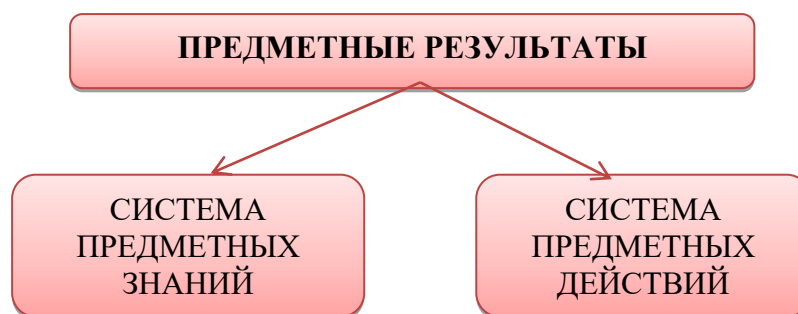 ПРЕДМЕТНЫЕ РЕЗУЛЬТАТЫ
СИСТЕМА
ПРЕДМЕТНЫХ
ЗНАНИЙ
СИСТЕМА
ПРЕДМЕТНЫХ
ДЕЙСТВИЙ